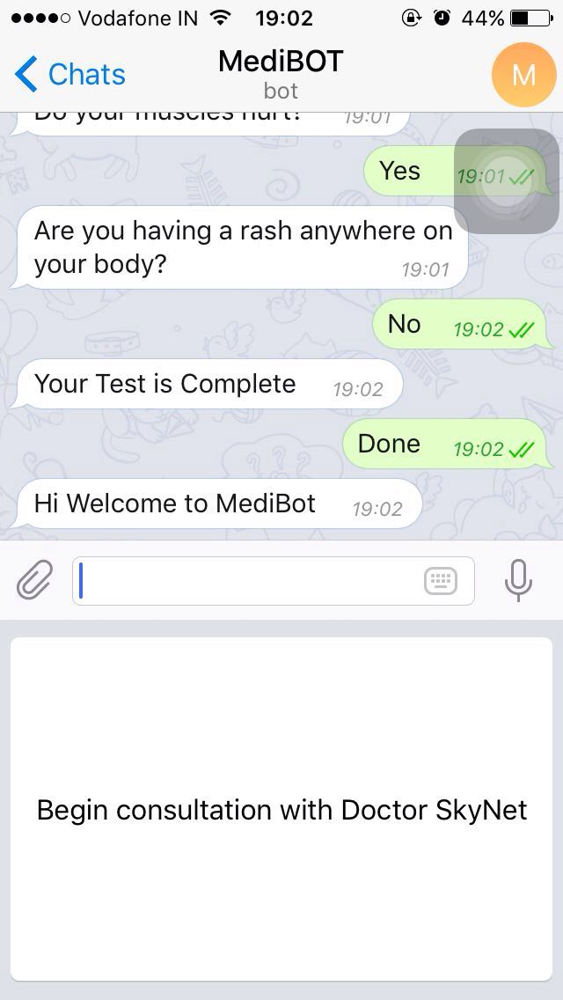 Vodafone IN 19:02 44%
Chats MediBOT M
bot
Do your muscles hurt? 19:01
Yes 19:01
Are you having a rash anywhere on
your body? 19:01
No 19:02
Your Test is Complete 19:02
Done 19:02
Hi Welcome to MediBot 19:02
Begin consultation with Doctor SkyNet